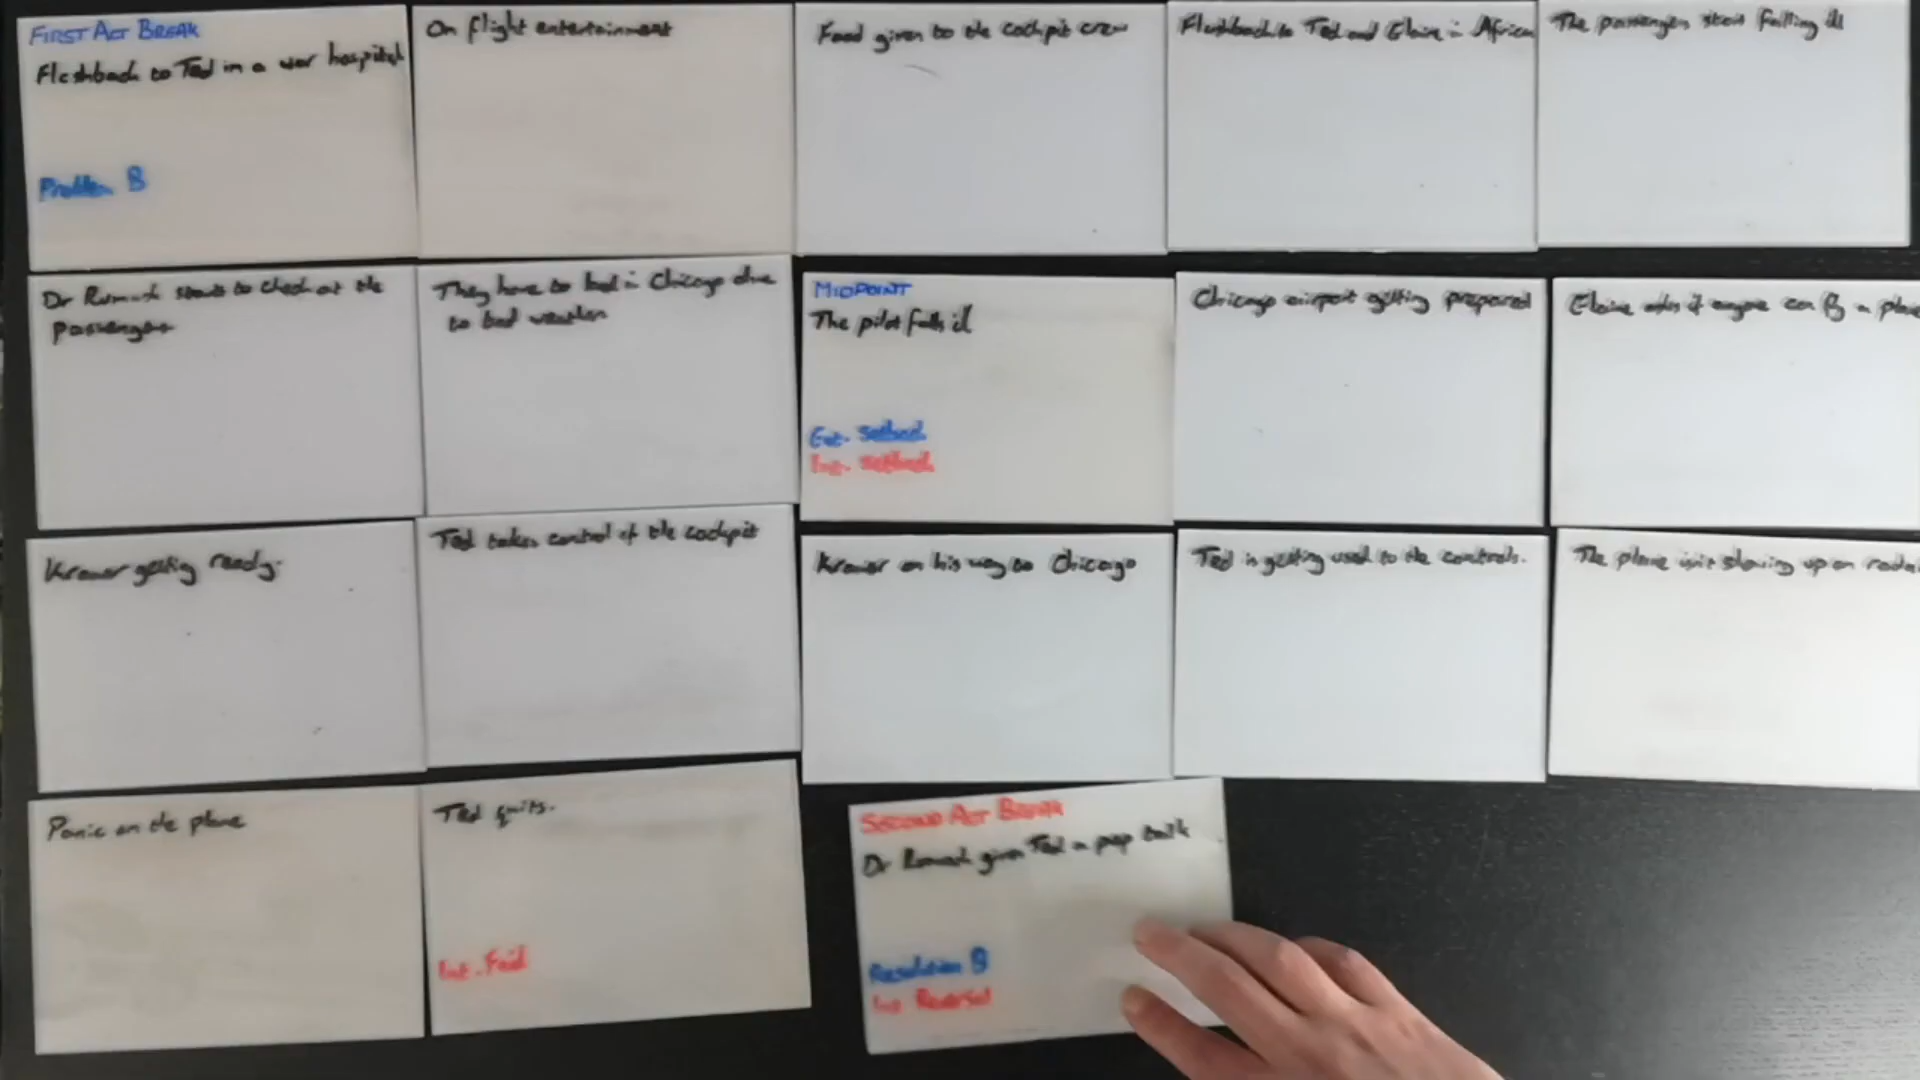 FIRST ACT BREAK
Flashback to Ted in a war hospital
Problem B
On flight entertainment
Food given to the cockpit crew
Flashback to Ted and Elaine in African
The passengers start falling ill
Dr Rumack starts to check on the
passengers
They have to land in Chicago due
to bad weather
MIDPOINT
The pilot falls ill
Ext. Setback
Int. setback
Chicago airport getting prepared
Elaine asks if anyone can fly a plane
Kramer getting ready.
Ted takes control of the cockpit
Kramer on his way to Chicago
Ted is getting used to the controls.
The plane isn't showing up on radar
Panic on the plane
Ted quits.
Int. Fail
SECOND ACT BREAK
Dr Rumack gives Ted a pep talk
Resolution B
Int Reversal